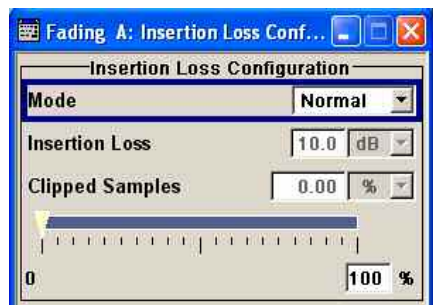 Fading A: Insertion Loss Conf...
Insertion Loss Configuration
Mode Normal
Insertion Loss 10.0 dB
Clipped Samples 0.00 %
0 100 %